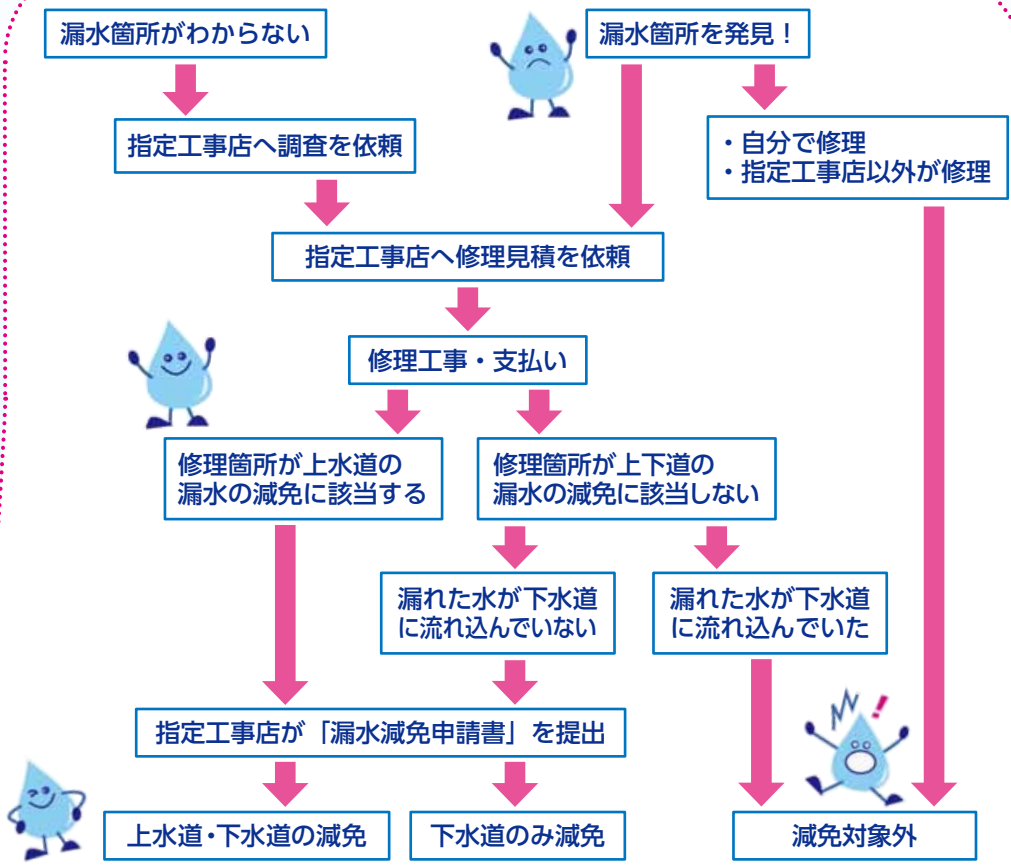 漏水箇所がわからない
漏水箇所を発見！
指定工事店へ調査を依頼
・自分で修理
・指定工事店以外が修理
指定工事店へ修理見積を依頼
修理工事・支払い
修理箇所が上水道の
漏水の減免に該当する
修理箇所が上下道の
漏水の減免に該当しない
漏れた水が下水道
に流れ込んでいない
漏れた水が下水道
に流れ込んでいた
指定工事店が「漏水減免申請書」を提出
上水道・下水道の減免
下水道のみ減免
減免対象外